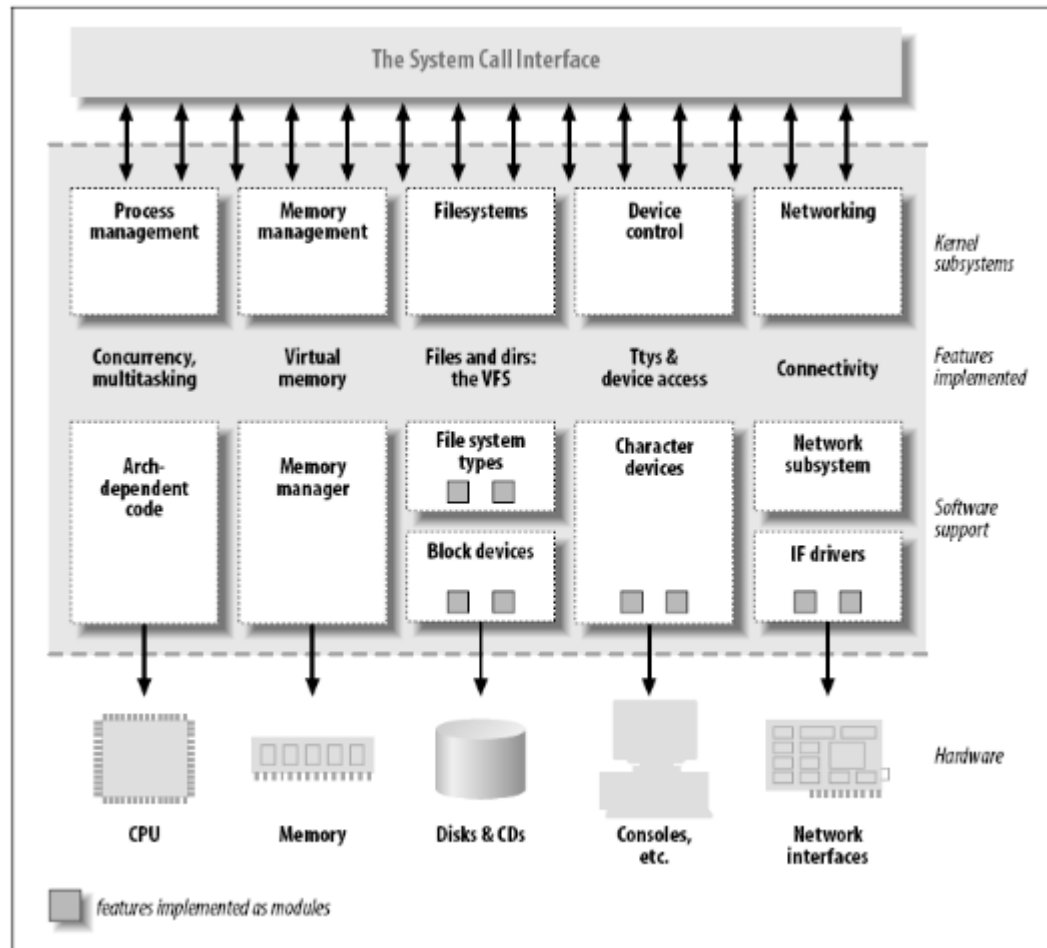 The System Call Interface
Process
management
Memory
management
Filesystems
Device
control
Networking
Kernel
subsystems
Concurrency,
multitasking
Virtual
memory
Files and dirs:
the VFS
Ttys &
device access
Connectivity
Features
implemented
Arch-
dependent
code
Memory
manager
File system
types
Block devices
Character
devices
Network
subsystem
IF drivers
Software
support
Hardware
CPU
Memory
Disks & CDs
Consoles,
etc.
Network
interfaces
features implemented as modules